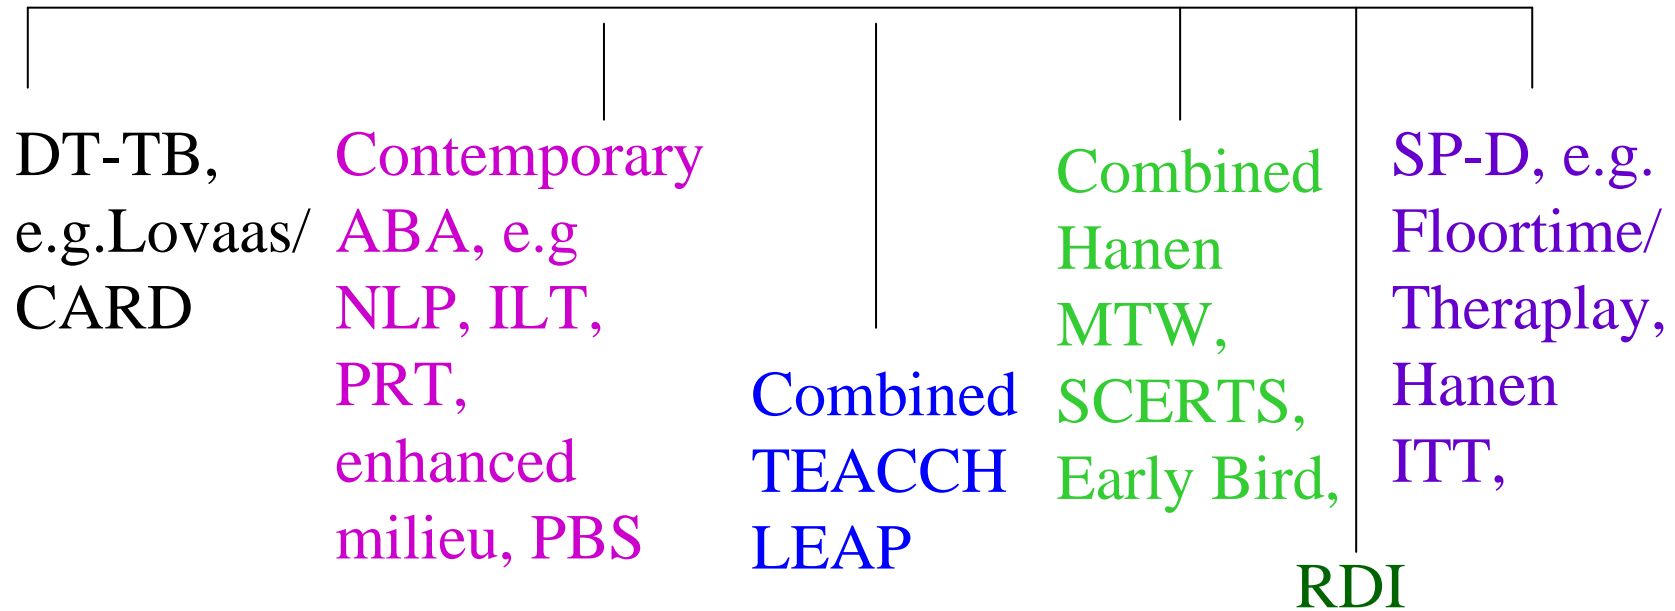 DT-TB,
e.g.Lovaas/
CARD
Contemporary
ABA, e.g
NLP, ILT,
PRT,
enhanced
milieu, PBS
Combined
TEACCH
LEAP
Combined
Hanen
MTW,
SCERTS,
Early Bird,
RDI
SP-D, e.g.
Floortime/
Theraplay,
Hanen
ITT,